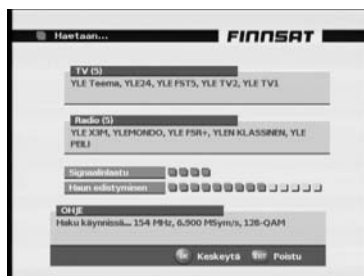 Haetaan...
FINNSAT
TV (5)
YLE Teema, YLE24, YLE FST5, YLE TV2, YLE TV1
Radio (5)
YLE X3M, YLEMONDO, YLE FSR+, YLEN KLASSINEN, YLE
PEILI
Signaalinlaatu
Haun edistyminen
OHJE
Haku käynnissä... 154 MHz, 6.900 MSym/s, 128-QAM
Keskeytä
Poistu